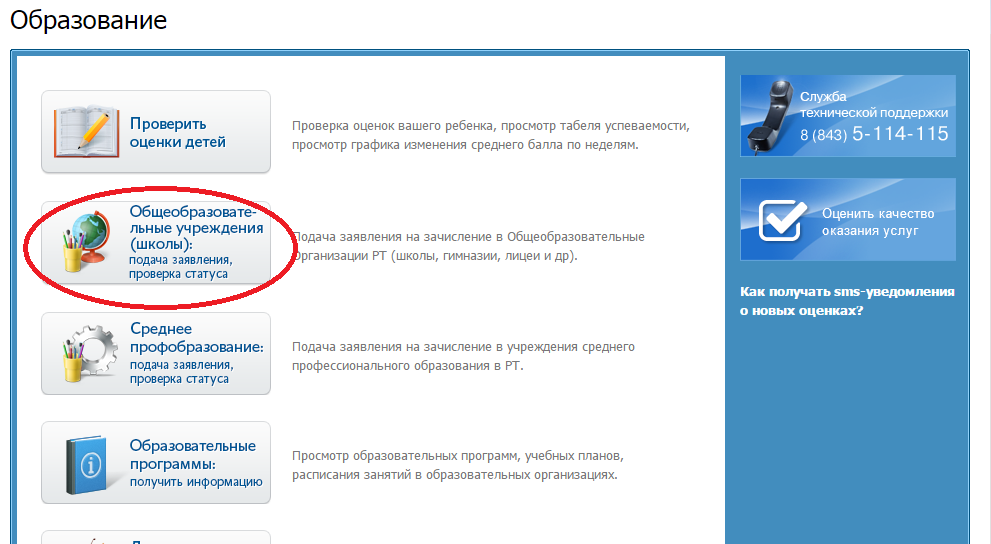 Образование
Проверить
оценки детей
Проверка оценок вашего ребенка, просмотр табеля успеваемости,
просмотр графика изменения среднего балла по неделям.
Общеобразовате-
льные учреждения
(школы):
подача заявления,
проверка статуса
Подача заявления на зачисление в Общеобразовательные
Организации РТ (школы, гимназии, лицеи и др).
Среднее
профобразование:
подача заявления,
проверка статуса
Подача заявления на зачисление в учреждения среднего
профессионального образования в РТ.
Образовательные
программы:
получить информацию
Просмотр образовательных программ, учебных планов,
расписания занятий в образовательных организациях.
Служба
технической поддержки
8 (843) 5-114-115
Оценить качество
оказания услуг
Как получать sms-уведомления
о новых оценках?